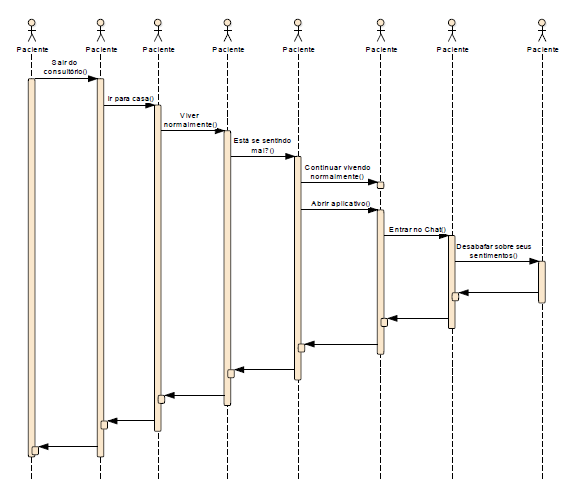 Paciente Paciente Paciente Paciente Paciente Paciente Paciente Paciente
Sair do
consultório()
Ir para casa()
Viver
normalmente()
Está se sentindo
mal?()
Continuar vivendo
normalmente()
Abrir aplicativo()
Entrar no Chat()
Desabafar sobre seus
sentimentos()